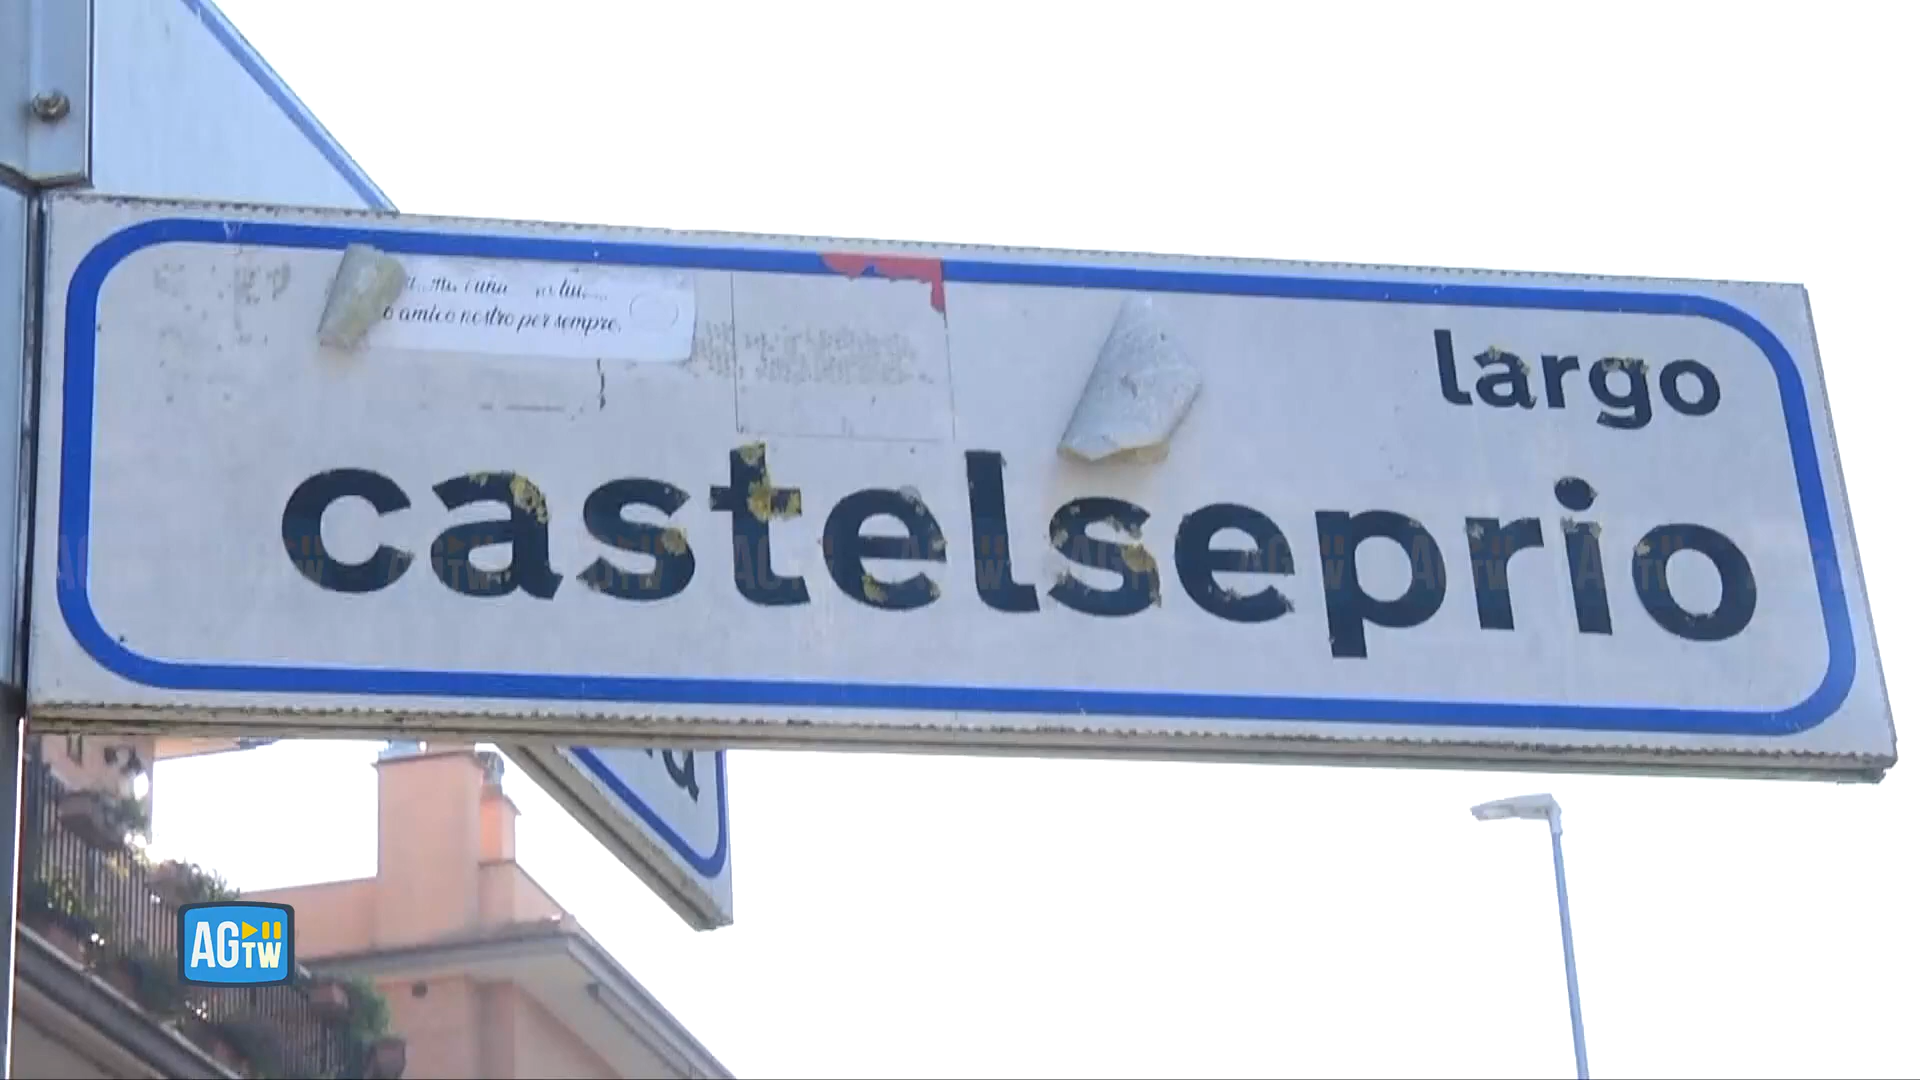 amico nostro per sempre.
largo
castelseprio
AGTW